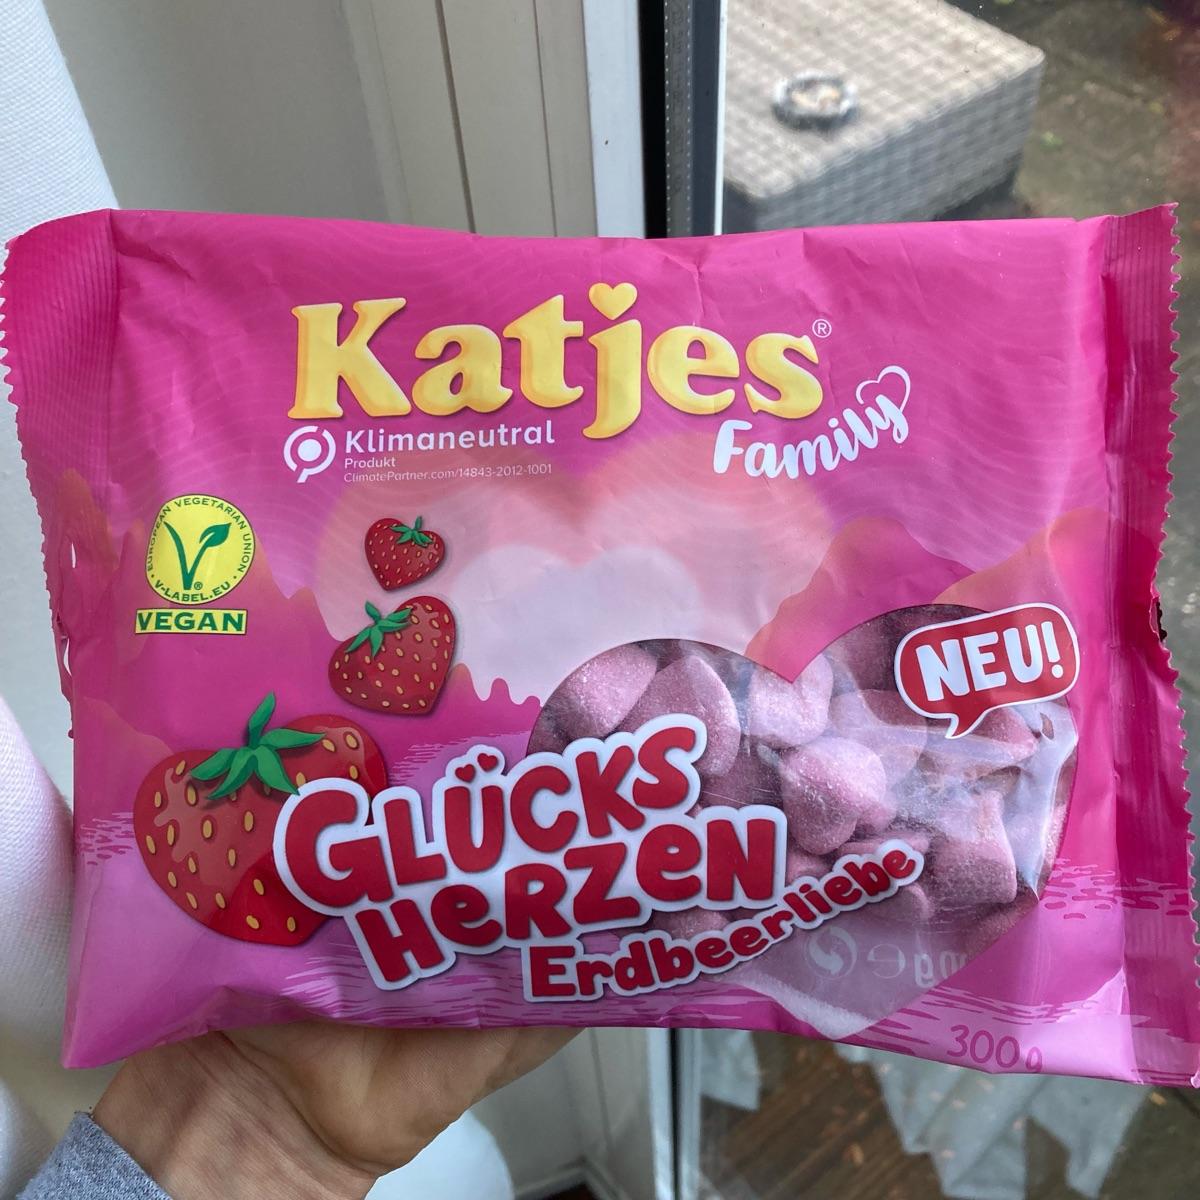 Katjes®
Family
Klimaneutral
Produkt
ClimatePartner.com/14843-2012-1001
EUROPEAN VEGETARIAN UNION
V-LABEL.EU
®
VEGAN
NEU!
GLÜCKS
HERZEN
Erdbeerliebe
300g